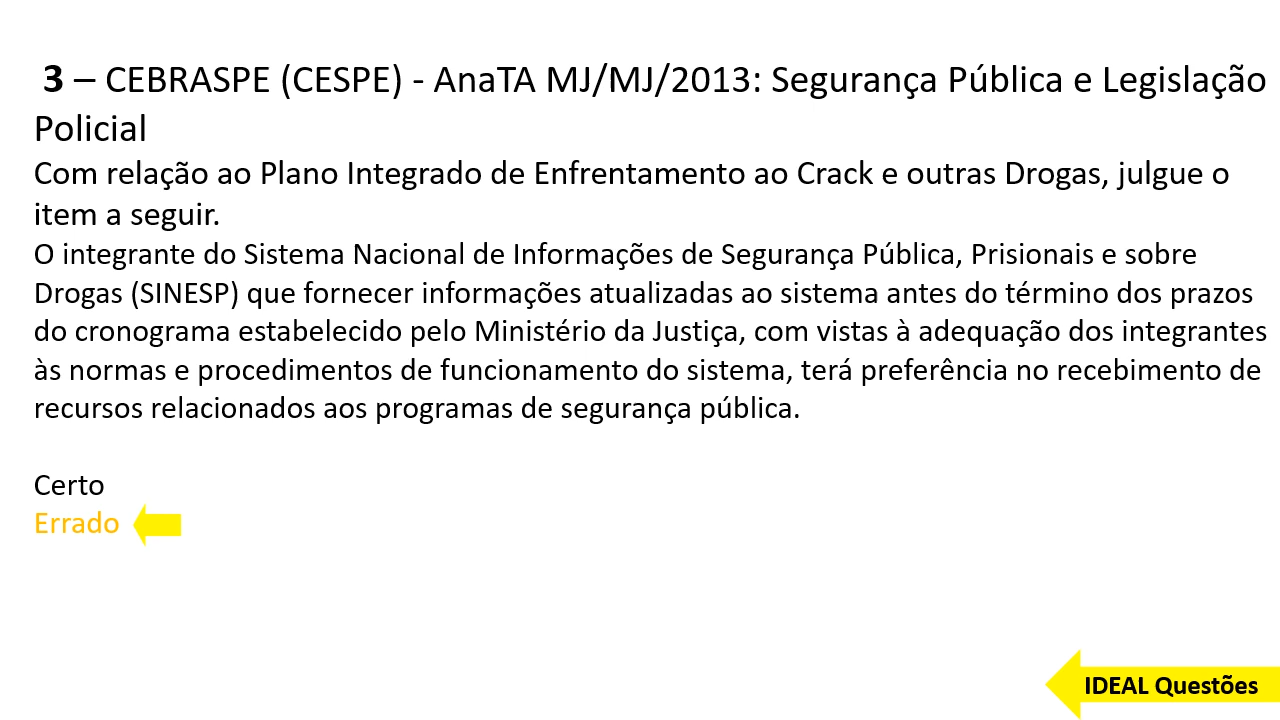 3 – CEBRASPE (CESPE) - AnaTA MJ/MJ/2013: Segurança Pública e Legislação
Policial
Com relação ao Plano Integrado de Enfrentamento ao Crack e outras Drogas, julgue o
item a seguir.
O integrante do Sistema Nacional de Informações de Segurança Pública, Prisionais e sobre
Drogas (SINESP) que fornecer informações atualizadas ao sistema antes do término dos prazos
do cronograma estabelecido pelo Ministério da Justiça, com vistas à adequação dos integrantes
às normas e procedimentos de funcionamento do sistema, terá preferência no recebimento de
recursos relacionados aos programas de segurança pública.
Certo
Errado
IDEAL Questões